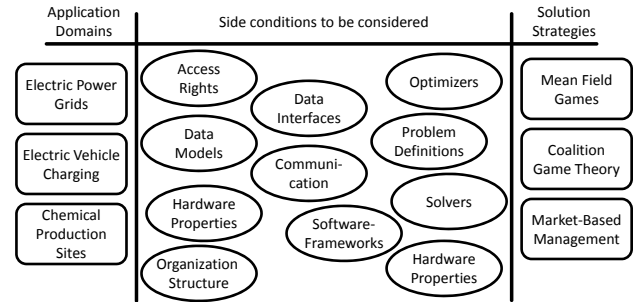 Application
Domains
Side conditions to be considered
Solution
Strategies
Electric Power
Grids
Electric Vehicle
Charging
Chemical
Production
Sites
Access
Rights
Data
Interfaces
Optimizers
Data
Models
Problem
Definitions
Communi-
cation
Hardware
Properties
Solvers
Software-
Frameworks
Organization
Structure
Hardware
Properties
Mean Field
Games
Coalition
Game Theory
Market-Based
Management